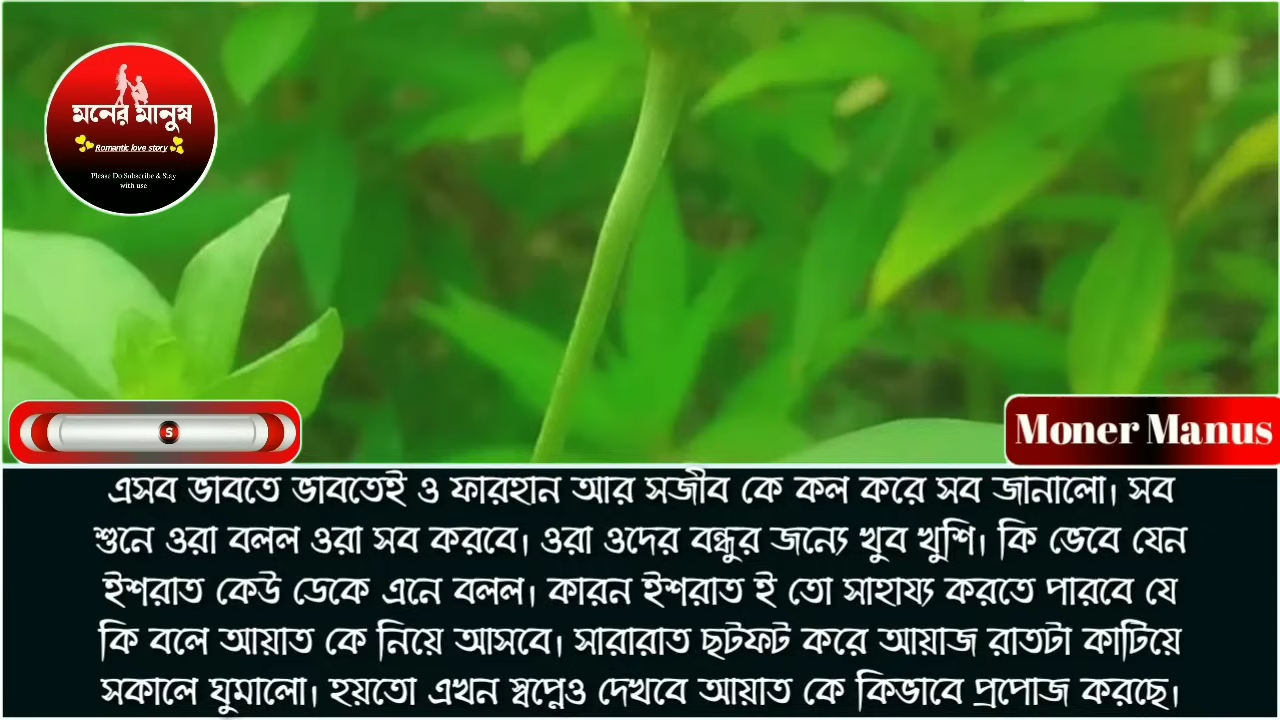 মনের মানুষ
Romantic love story
Please Do Subscribe & Stay
with use
S
Moner Manus
এসব ভাবতে ভাবতেই ও ফারহান আর সজীব কে কল করে সব জানালো। সব
শুনে ওরা বলল ওরা সব করবে। ওরা ওদের বন্ধুর জন্যে খুব খুশি। কি ভেবে যেন
ইশরাত কেউ ডেকে এনে বলল। কারন ইশরাত ই তো সাহায্য করতে পারবে যে
কি বলে আয়াত কে নিয়ে আসবে। সারারাত ছটফট করে আয়াজ রাতটা কাটিয়ে
সকালে ঘুমালো। হয়তো এখন স্বপ্নেও দেখবে আয়াত কে কিভাবে প্রপোজ করছে।